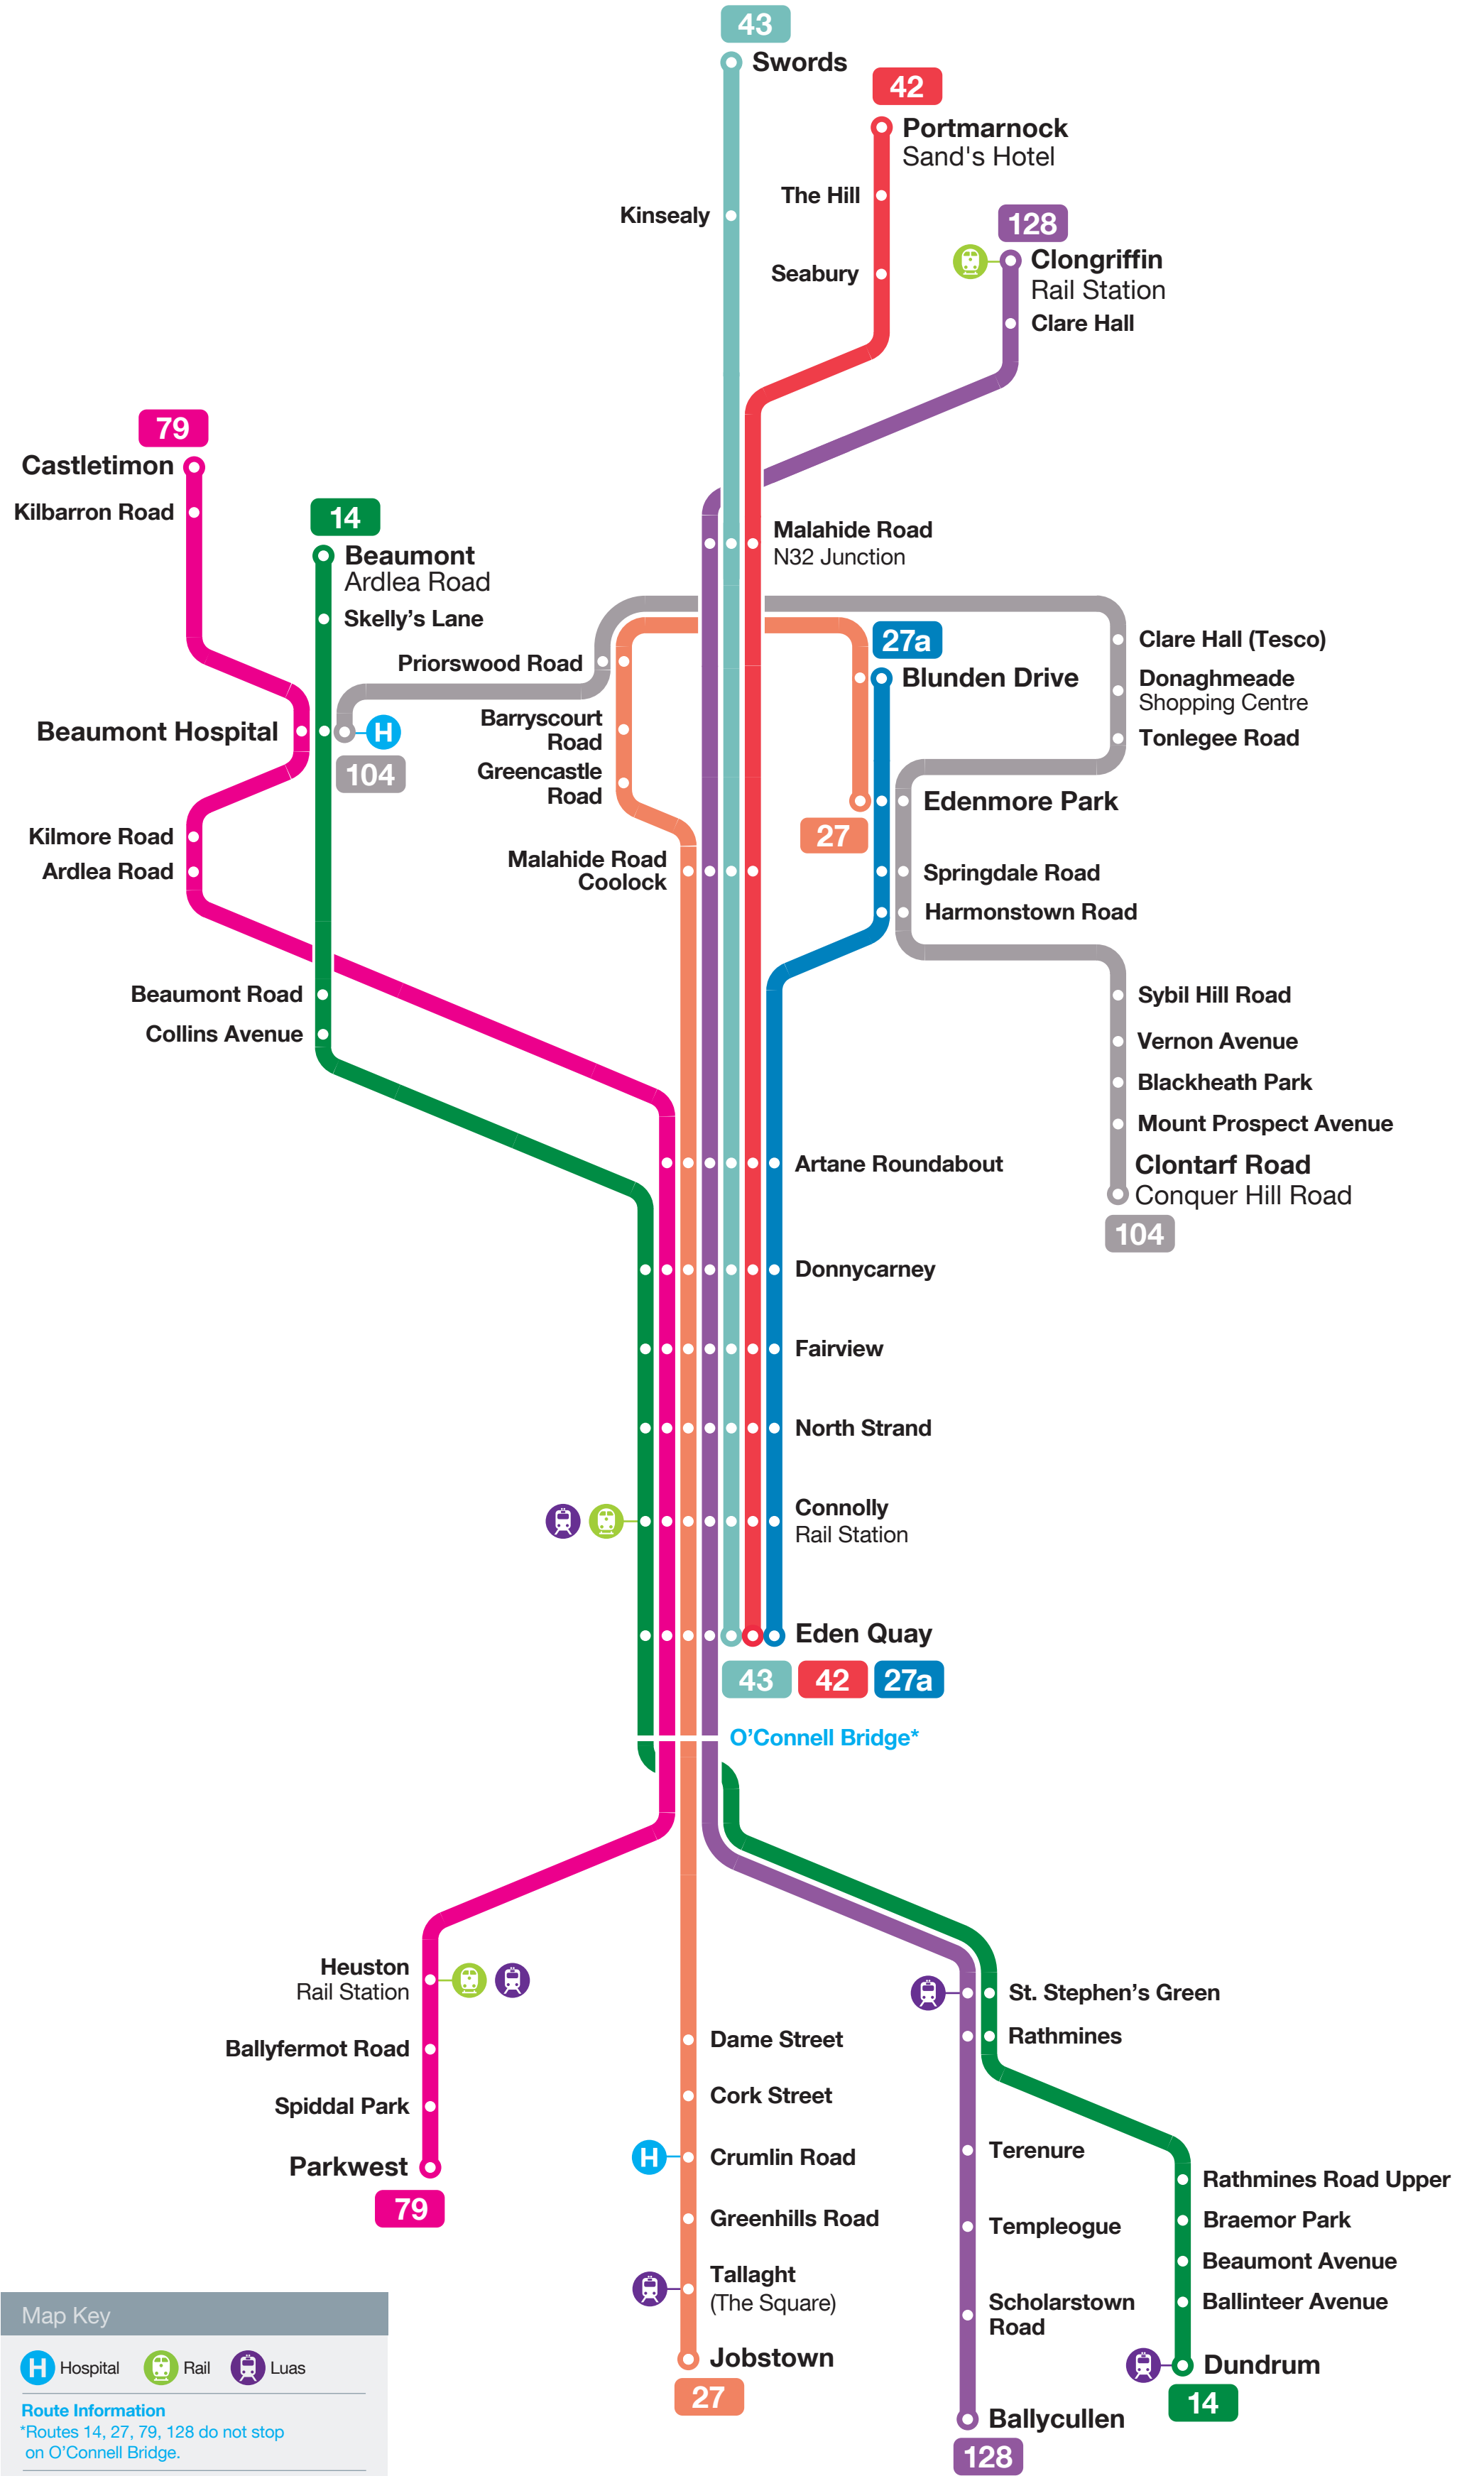 43
Swords
42
Portmarnock
Sand's Hotel
The Hill
Kinsealy
128
Clongriffin
Rail Station
Seabury
Clare Hall
79
Castletimon
Kilbarron Road
14
Beaumont
Ardlea Road
Skelly's Lane
Malahide Road
N32 Junction
Priorswood Road
27a
Blunden Drive
Clare Hall (Tesco)
Donaghmeade
Shopping Centre
Tonlegee Road
Beaumont Hospital
H
104
Barryscourt
Road
Greencastle
Road
27
Edenmore Park
Kilmore Road
Ardlea Road
Malahide Road
Coolock
Springdale Road
Harmonstown Road
Beaumont Road
Collins Avenue
Sybil Hill Road
Vernon Avenue
Blackheath Park
Mount Prospect Avenue
Clontarf Road
Conquer Hill Road
104
Artane Roundabout
Donnycarney
Fairview
North Strand
Connolly
Rail Station
Eden Quay
43 42 27a
O'Connell Bridge*
Heuston
Rail Station
Ballyfermot Road
Spiddal Park
Parkwest
79
Dame Street
Cork Street
H
Crumlin Road
Greenhills Road
Tallaght
(The Square)
Jobstown
27
St. Stephen's Green
Rathmines
Terenure
Templeogue
Scholarstown
Road
Ballycullen
128
Rathmines Road Upper
Braemor Park
Beaumont Avenue
Ballinteer Avenue
Dundrum
14
Map Key
H Hospital Rail Luas
Route Information
*Routes 14, 27, 79, 128 do not stop
on O'Connell Bridge.